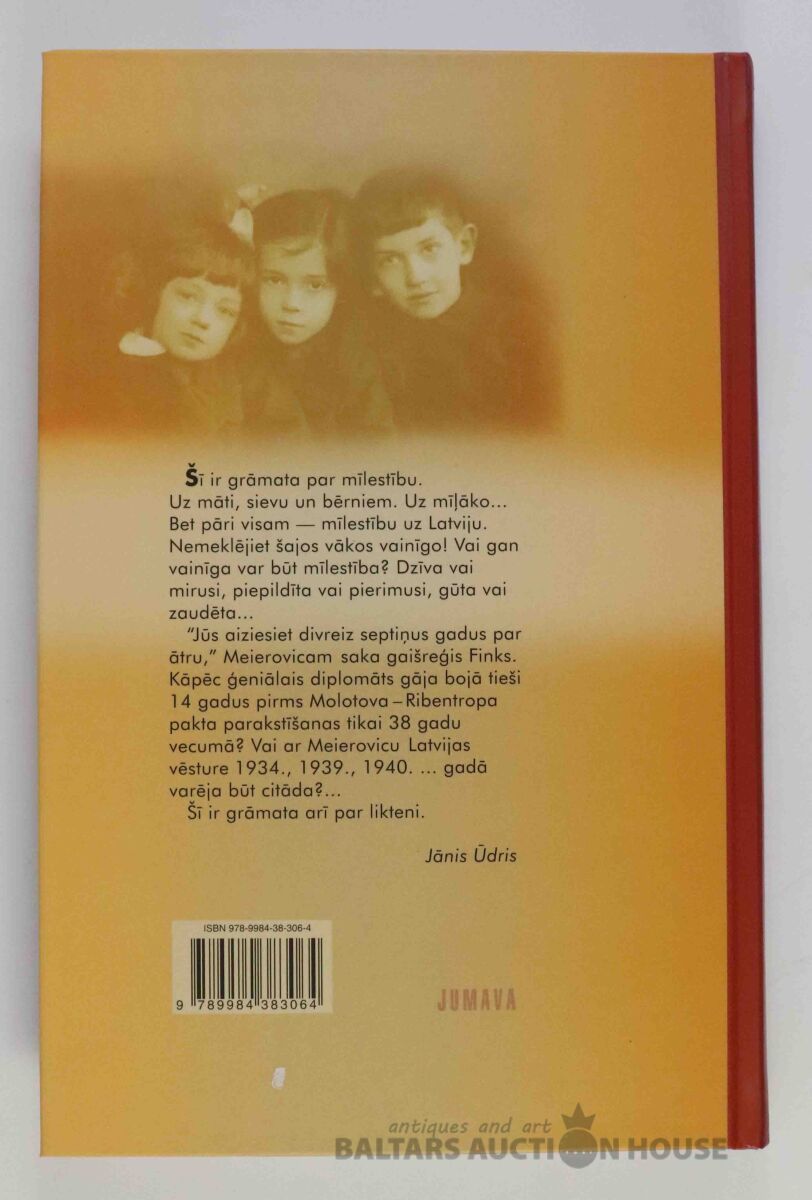 Šī ir grāmata par mīlestību.
Uz māti, sievu un bērniem. Uz mīļāko...
Bet pāri visam — mīlestību uz Latviju.
Nemeklējiet šajos vākos vainīgo! Vai gan
vainīga var būt mīlestība? Dzīva vai
mirusi, piepildīta vai pierimusi, gūta vai
zaudēta...
"Jūs aiziesiet divreiz septiņus gadus par
ātru," Meierovicam saka gaišreģis Finks.
Kāpēc ģeniālais diplomāts gāja bojā tieši
14 gadus pirms Molotova – Ribentropa
pakta parakstīšanas tikai 38 gadu
vecumā? Vai ar Meierovicu Latvijas
vēsture 1934., 1939., 1940. ... gadā
varēja būt citāda?...
Šī ir grāmata arī par likteni.
Jānis Ūdris
ISBN 978-9984-38-306-4
9 789984 383064
JUMAVA
antiques and art
BALTARS AUCTION HOUSE